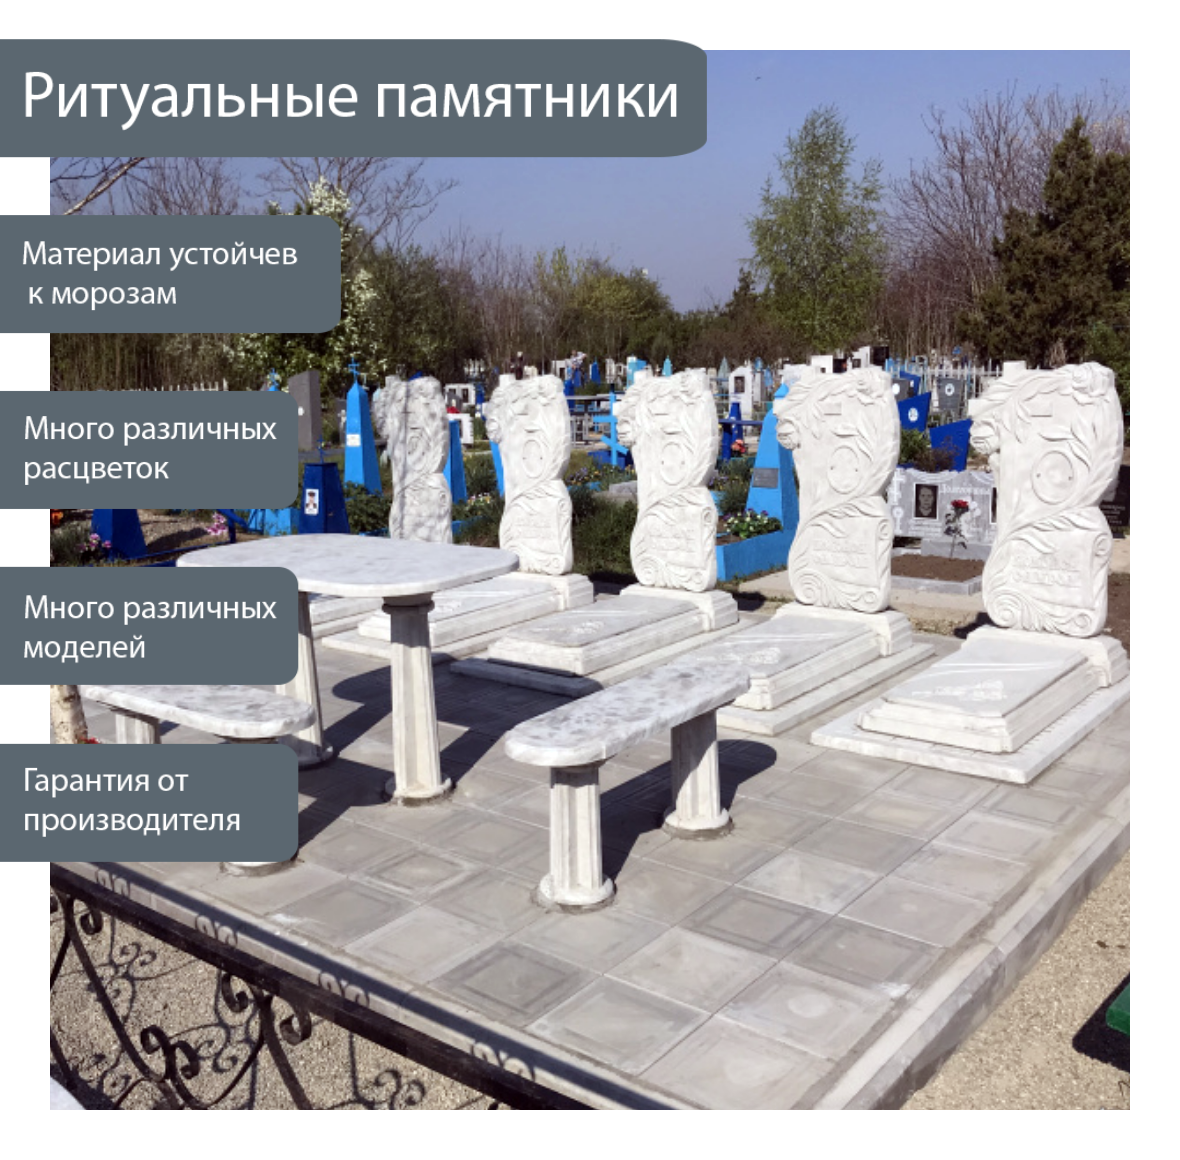 Ритуальные памятники
Материал устойчев
к морозам
Много различных
расцветок
Много различных
моделей
Гарантия от
производителя